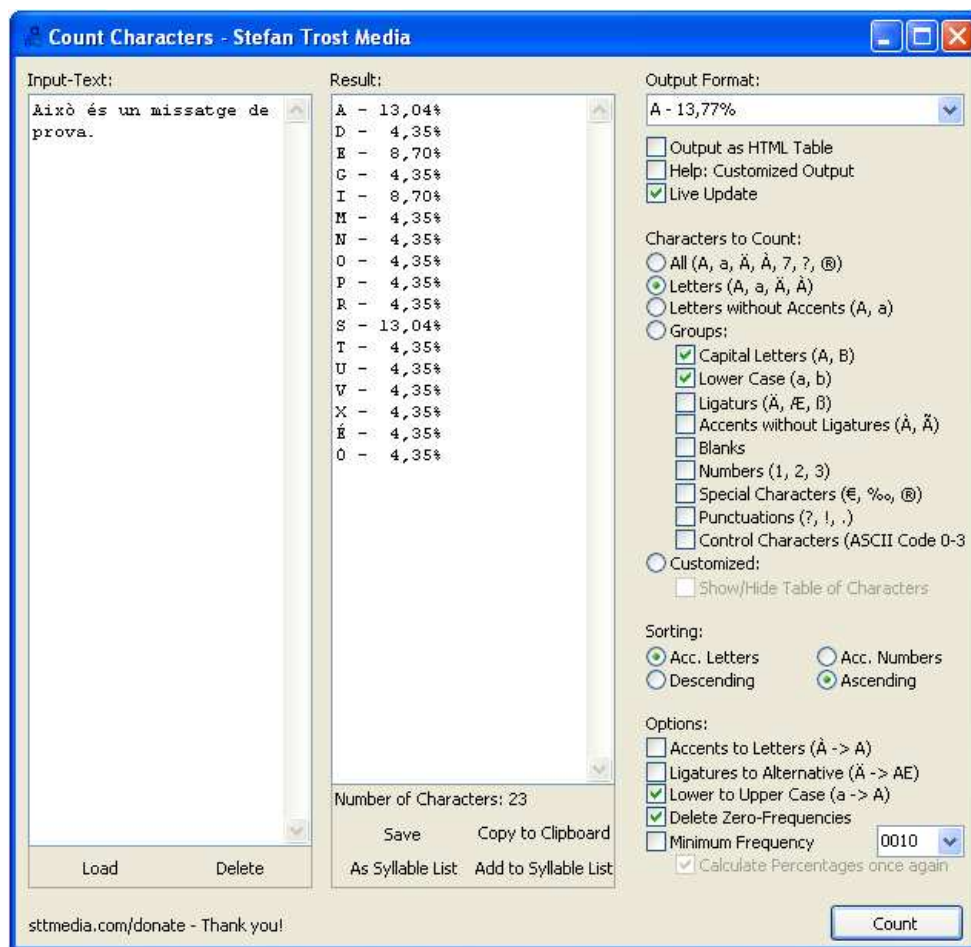 Count Characters - Stefan Trost Media
Input-Text:
Això és un missatge de
prova.
Load Delete
Result:
A - 13,04%
D - 4,35%
E - 8,70%
G - 4,35%
I - 8,70%
M - 4,35%
N - 4,35%
O - 4,35%
P - 4,35%
R - 4,35%
S - 13,04%
T - 4,35%
U - 4,35%
V - 4,35%
X - 4,35%
É - 4,35%
Ò - 4,35%
Number of Characters: 23
Save Copy to Clipboard
As Syllable List Add to Syllable List
Output Format:
A - 13,77%
Output as HTML Table
Help: Customized Output
Live Update
Characters to Count:
All (A, a, Ä, À, 7, ?, ®)
Letters (A, a, Ä, À)
Letters without Accents (A, a)
Groups:
Capital Letters (A, B)
Lower Case (a, b)
Ligaturs (Ä, Æ, ß)
Accents without Ligatures (À, Ã)
Blanks
Numbers (1, 2, 3)
Special Characters (€, ‰, ®)
Punctuations (?, !, .)
Control Characters (ASCII Code 0-3
Customized:
Show/Hide Table of Characters
Sorting:
Acc. Letters Acc. Numbers
Descending Ascending
Options:
Accents to Letters (À -> A)
Ligatures to Alternative (Ä -> AE)
Lower to Upper Case (a -> A)
Delete Zero-Frequencies
Minimum Frequency 0010
Calculate Percentages once again
sttmedia.com/donate - Thank you!
Count